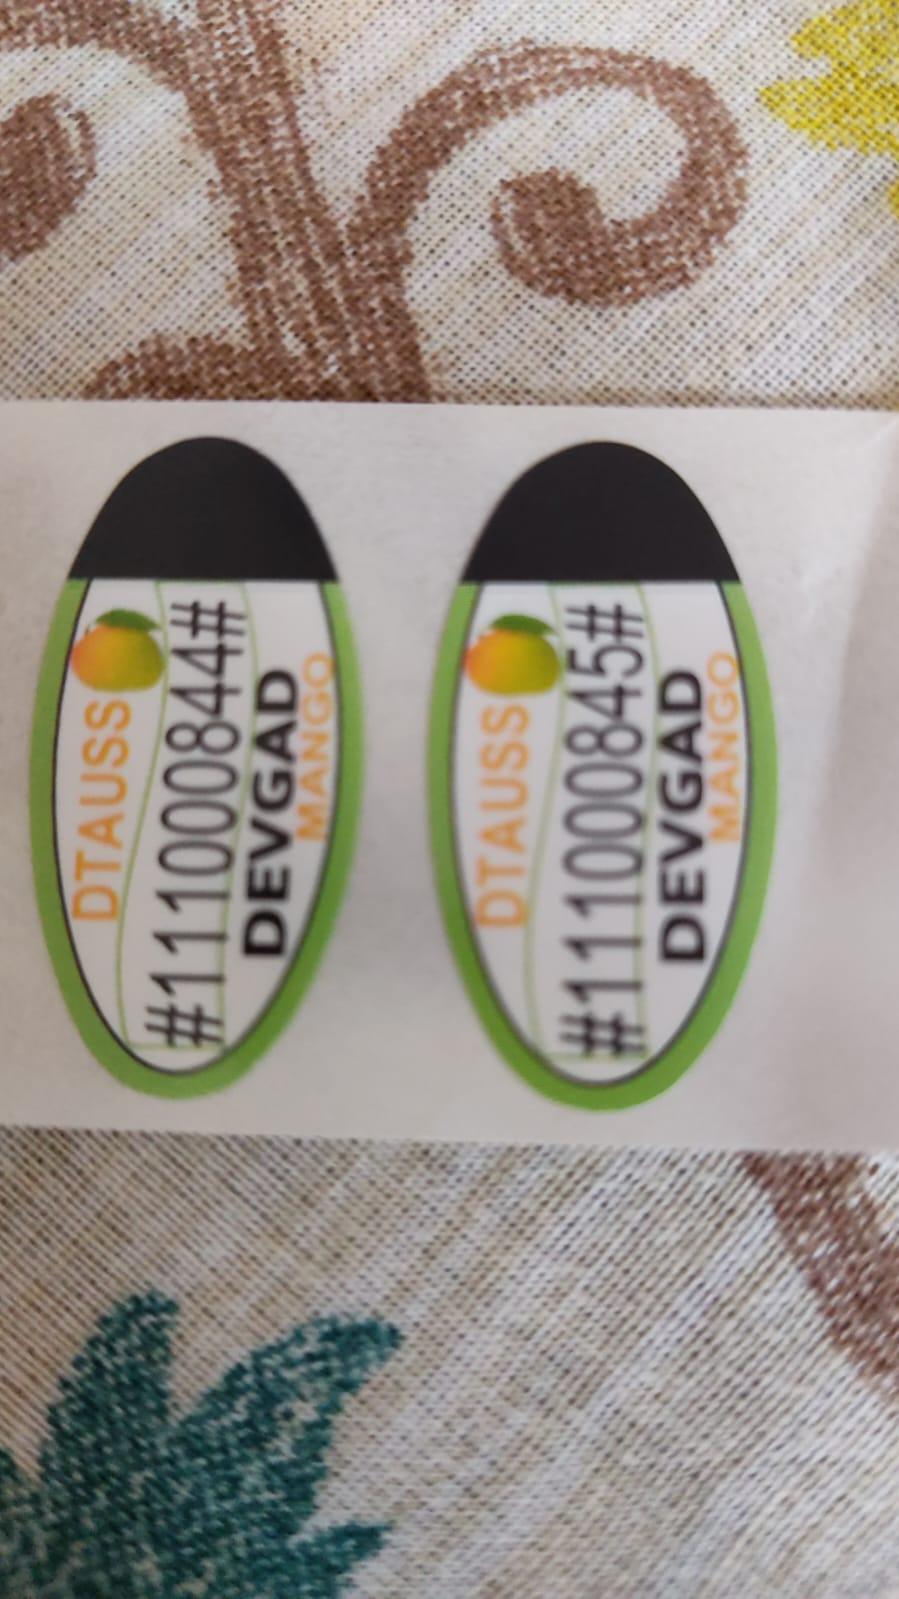 DTAUSS
#111000844#
DEVGAD
MANGO
DTAUSS
#111000845#
DEVGAD
MANGO